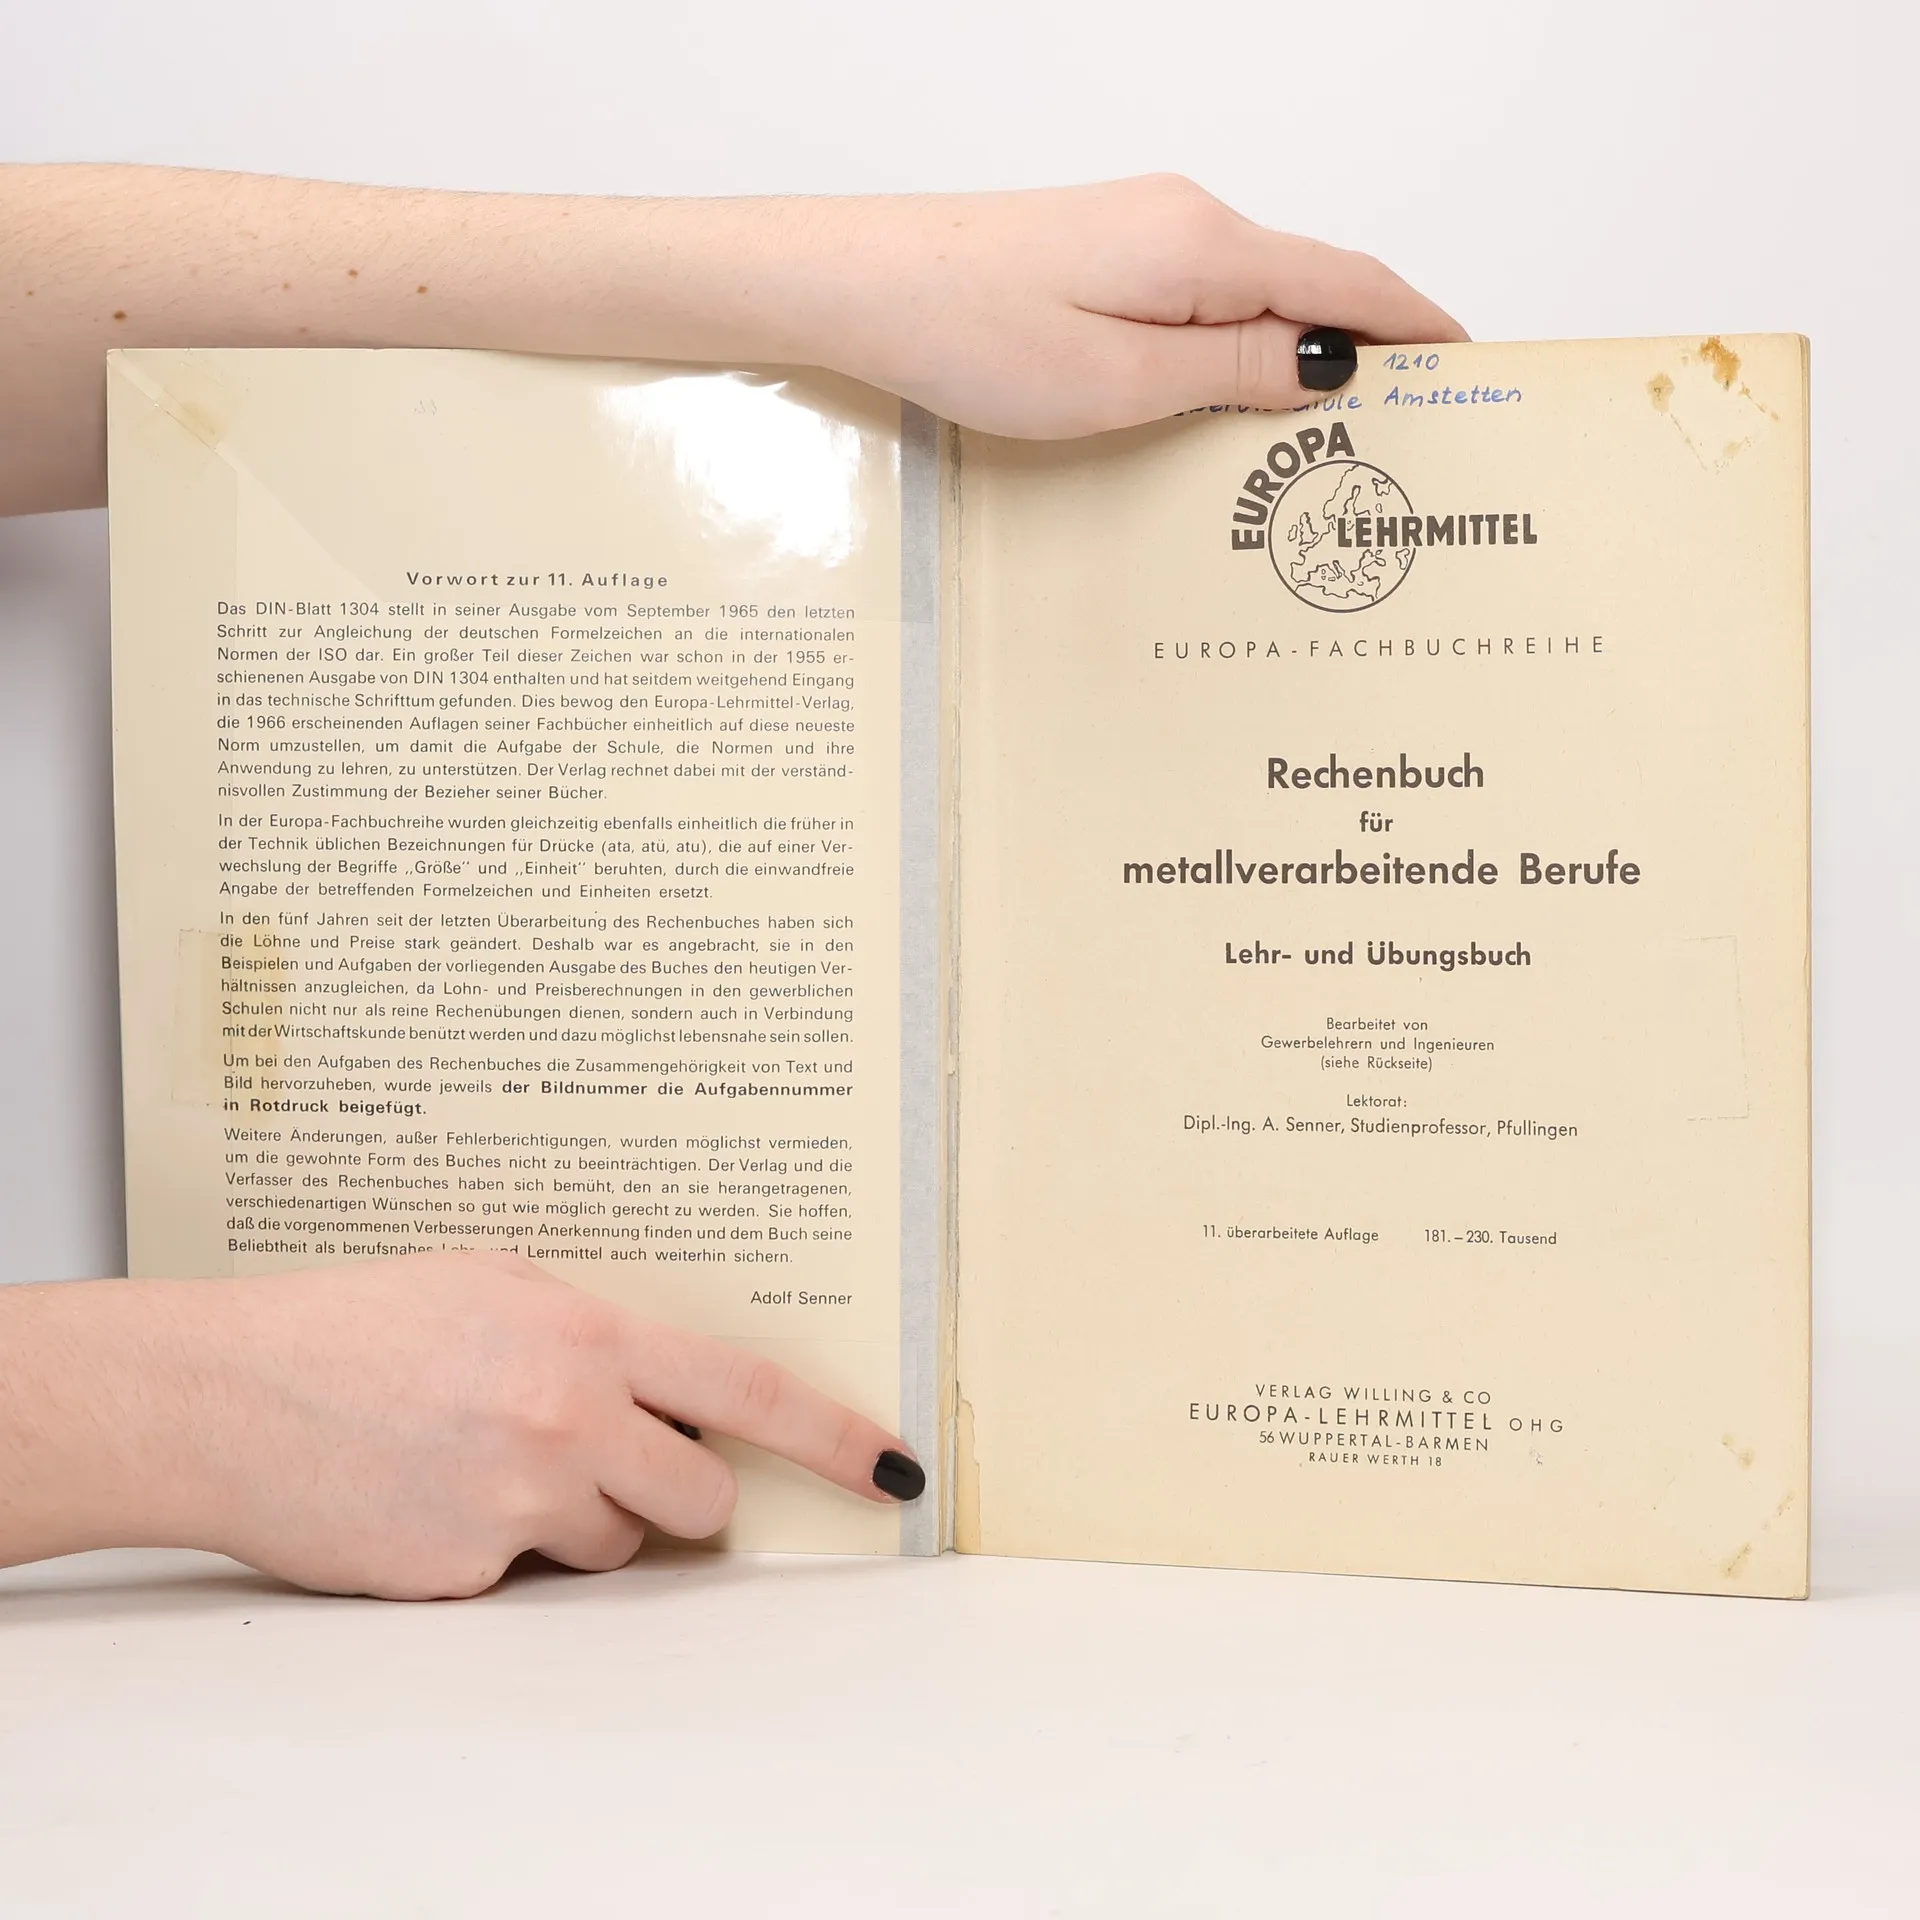 Vorwort zur 11. Auflage
Das DIN-Blatt 1304 stellt in seiner Ausgabe vom September 1965 den letzten
Schritt zur Angleichung der deutschen Formelzeichen an die internationalen
Normen der ISO dar. Ein großer Teil dieser Zeichen war schon in der 1955 er-
schienenen Ausgabe von DIN 1304 enthalten und hat seitdem weitgehend Eingang
in das technische Schrifttum gefunden. Dies bewog den Europa-Lehrmittel-Verlag,
die 1966 erscheinenden Auflagen seiner Fachbücher einheitlich auf diese neueste
Norm umzustellen, um damit die Aufgabe der Schule, die Normen und ihre
Anwendung zu lehren, zu unterstützen. Der Verlag rechnet dabei mit der verständ-
nisvollen Zustimmung der Bezieher seiner Bücher.
In der Europa-Fachbuchreihe wurden gleichzeitig ebenfalls einheitlich die früher in
der Technik üblichen Bezeichnungen für Drücke (ata, atü, atu), die auf einer Ver-
wechslung der Begriffe „Größe“ und „Einheit“ beruhten, durch die einwandfreie
Angabe der betreffenden Formelzeichen und Einheiten ersetzt.
In den fünf Jahren seit der letzten Überarbeitung des Rechenbuches haben sich
die Löhne und Preise stark geändert. Deshalb war es angebracht, sie in den
Beispielen und Aufgaben der vorliegenden Ausgabe des Buches den heutigen Ver-
hältnissen anzugleichen, da Lohn- und Preisberechnungen in den gewerblichen
Schulen nicht nur als reine Rechenübungen dienen, sondern auch in Verbindung
mit der Wirtschaftskunde benützt werden und dazu möglichst lebensnahe sein sollen.
Um bei den Aufgaben des Rechenbuches die Zusammengehörigkeit von Text und
Bild hervorzuheben, wurde jeweils der Bildnummer die Aufgabennummer
in Rotdruck beigefügt.
Weitere Änderungen, außer Fehlerberichtigungen, wurden möglichst vermieden,
um die gewohnte Form des Buches nicht zu beeinträchtigen. Der Verlag und die
Verfasser des Rechenbuches haben sich bemüht, den an sie herangetragenen,
verschiedenartigen Wünschen so gut wie möglich gerecht zu werden. Sie hoffen,
daß die vorgenommenen Verbesserungen Anerkennung finden und dem Buch seine
Beliebtheit als berufsnahes und Lernmittel auch weiterhin sichern.
Adolf Senner
1210
Amstetten
EUROPA
LEHRMITTEL
EUROPA-FACHBUCHREIHE
Rechenbuch
für
metallverarbeitende Berufe
Lehr- und Übungsbuch
Bearbeitet von
Gewerbelehrern und Ingenieuren
(siehe Rückseite)
Lektorat:
Dipl.-Ing. A. Senner, Studienprofessor, Pfullingen
11. überarbeitete Auflage 181.–230. Tausend
VERLAG WILLING & CO
EUROPA-LEHRMITTEL OHG
56 WUPPERTAL-BARMEN
RAUER WERTH 18